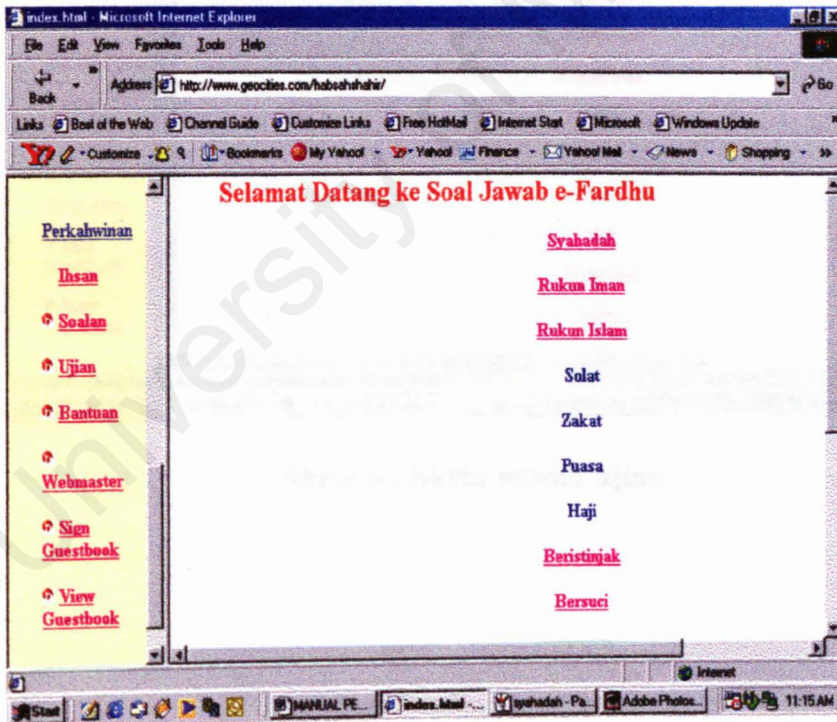 index.html - Microsoft Internet Explorer
File Edit View Favorites Tools Help
Back
Address http://www.geocities.com/habsahshahir/
Go
Links Best of the Web Channel Guide Customize Links Free HotMail Internet Start Microsoft Windows Update
Customize Bookmarks My Yahoo! Yahoo! Finance Yahoo! Mail News Shopping
Perkahwinan
Ihsan
Soalan
Ujian
Bantuan
Webmaster
Sign
Guestbook
View
Guestbook
Selamat Datang ke Soal Jawab e-Fardhu
Syahadah
Rukun Iman
Rukun Islam
Solat
Zakat
Puasa
Haji
Beristinjak
Bersuci
Internet
Start
MANUAL PE...
index.html -...
syahadah - Pa...
Adobe Photos...
11:15 AM
University of